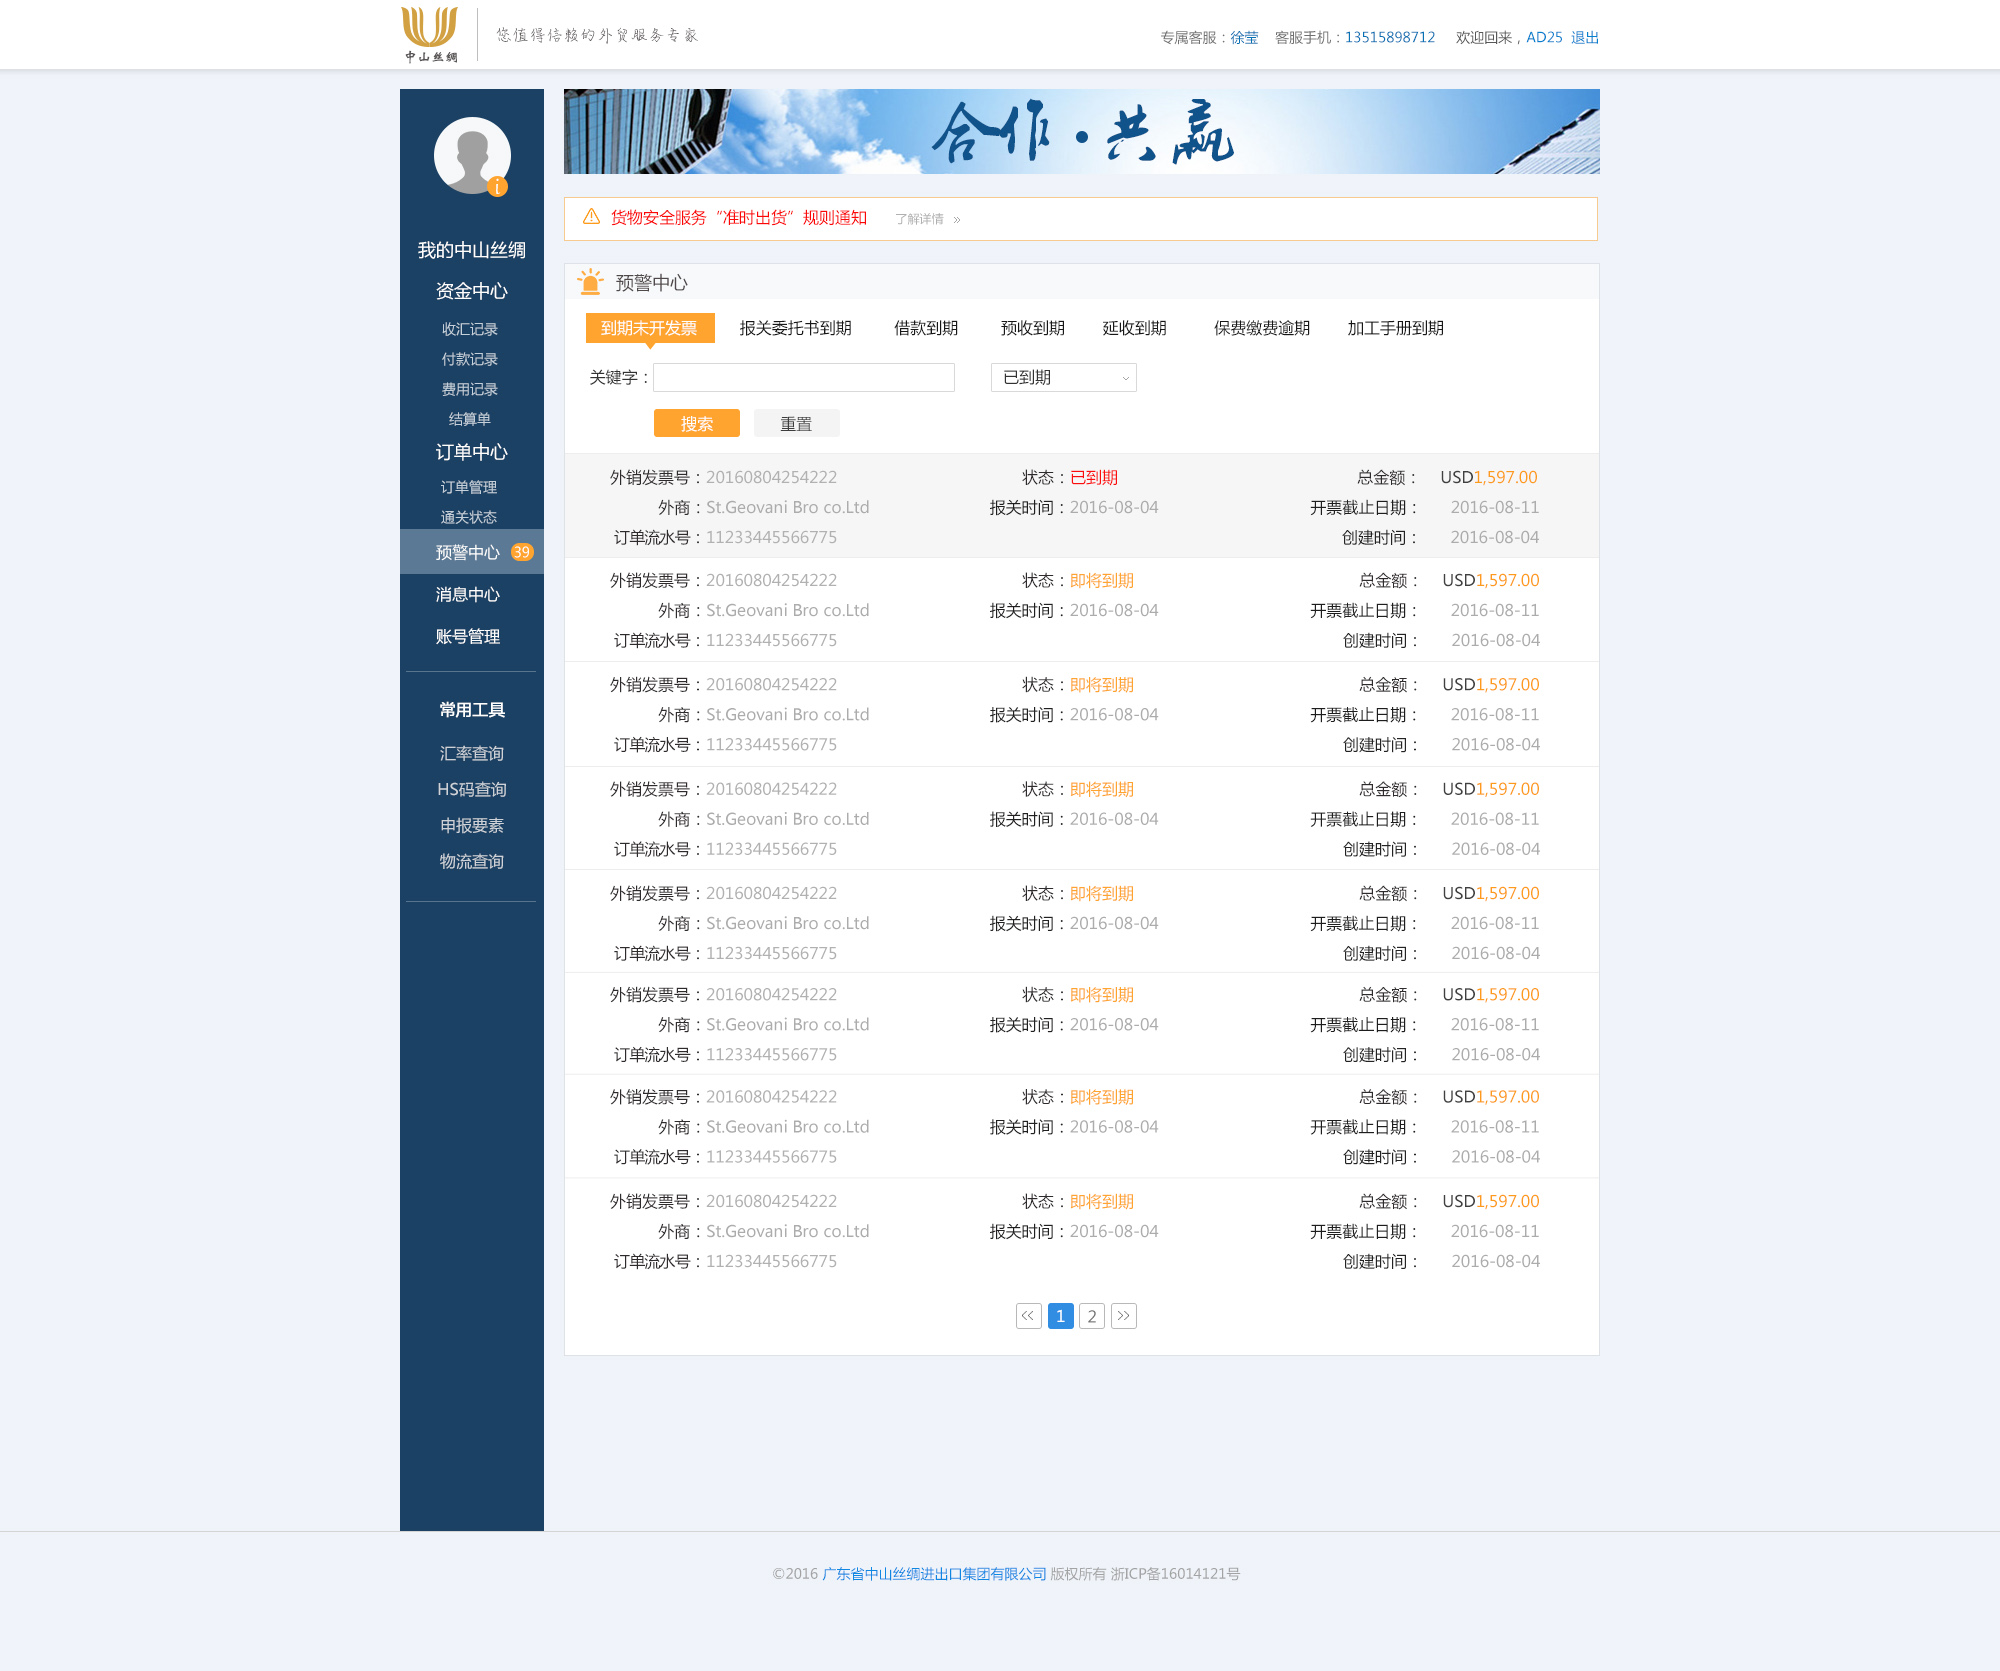 中山丝绸
您值得信赖的外贸服务专家
专属客服：徐莹 客服手机：13515898712 欢迎回来，AD25 退出
合作·共赢
i
我的中山丝绸
资金中心
收汇记录
付款记录
费用记录
结算单
订单中心
订单管理
通关状态
预警中心 39
消息中心
账号管理
常用工具
汇率查询
HS码查询
申报要素
物流查询
货物安全服务“准时出货”规则通知 了解详情 »
预警中心
到期未开发票 报关委托书到期 借款到期 预收到期 延收到期 保费缴费逾期 加工手册到期
关键字： 已到期
搜索 重置
外销发票号：20160804254222 状态：已到期 总金额： USD1,597.00
外商：St.Geovani Bro co.Ltd 报关时间：2016-08-04 开票截止日期： 2016-08-11
订单流水号：11233445566775 创建时间： 2016-08-04
外销发票号：20160804254222 状态：即将到期 总金额： USD1,597.00
外商：St.Geovani Bro co.Ltd 报关时间：2016-08-04 开票截止日期： 2016-08-11
订单流水号：11233445566775 创建时间： 2016-08-04
外销发票号：20160804254222 状态：即将到期 总金额： USD1,597.00
外商：St.Geovani Bro co.Ltd 报关时间：2016-08-04 开票截止日期： 2016-08-11
订单流水号：11233445566775 创建时间： 2016-08-04
外销发票号：20160804254222 状态：即将到期 总金额： USD1,597.00
外商：St.Geovani Bro co.Ltd 报关时间：2016-08-04 开票截止日期： 2016-08-11
订单流水号：11233445566775 创建时间： 2016-08-04
外销发票号：20160804254222 状态：即将到期 总金额： USD1,597.00
外商：St.Geovani Bro co.Ltd 报关时间：2016-08-04 开票截止日期： 2016-08-11
订单流水号：11233445566775 创建时间： 2016-08-04
外销发票号：20160804254222 状态：即将到期 总金额： USD1,597.00
外商：St.Geovani Bro co.Ltd 报关时间：2016-08-04 开票截止日期： 2016-08-11
订单流水号：11233445566775 创建时间： 2016-08-04
外销发票号：20160804254222 状态：即将到期 总金额： USD1,597.00
外商：St.Geovani Bro co.Ltd 报关时间：2016-08-04 开票截止日期： 2016-08-11
订单流水号：11233445566775 创建时间： 2016-08-04
外销发票号：20160804254222 状态：即将到期 总金额： USD1,597.00
外商：St.Geovani Bro co.Ltd 报关时间：2016-08-04 开票截止日期： 2016-08-11
订单流水号：11233445566775 创建时间： 2016-08-04
<< 1 2 >>
©2016 广东省中山丝绸进出口集团有限公司 版权所有 浙ICP备16014121号